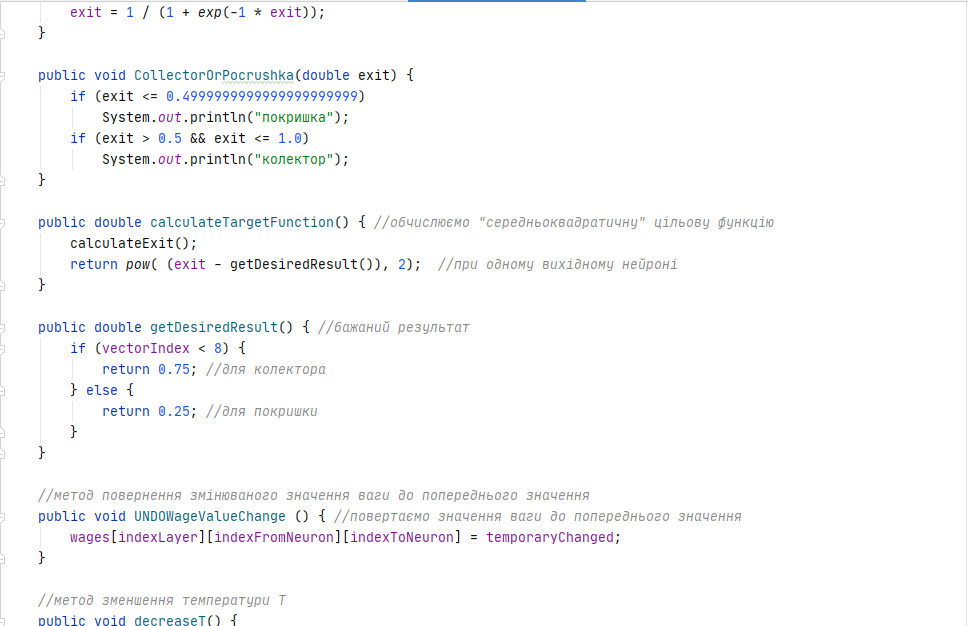 exit = 1 / (1 + exp(-1 * exit));
}
public void CollectorOrPocrushka(double exit) {
if (exit <= 0.4999999999999999999999)
System.out.println("покришка");
if (exit > 0.5 && exit <= 1.0)
System.out.println("колектор");
}
public double calculateTargetFunction() { //обчислюємо "середньоквадратичну" цільову функцію
calculateExit();
return pow( (exit - getDesiredResult()), 2); //при одному вихідному нейроні
}
public double getDesiredResult() { //бажаний результат
if (vectorIndex < 8) {
return 0.75; //для колектора
} else {
return 0.25; //для покришки
}
}
//метод повернення змінюваного значення ваги до попереднього значення
public void UNDOWageValueChange () { //повертаємо значення ваги до попереднього значення
wages[indexLayer][indexFromNeuron][indexToNeuron] = temporaryChanged;
}
//метод зменшення температури T
public void decreaseT() {